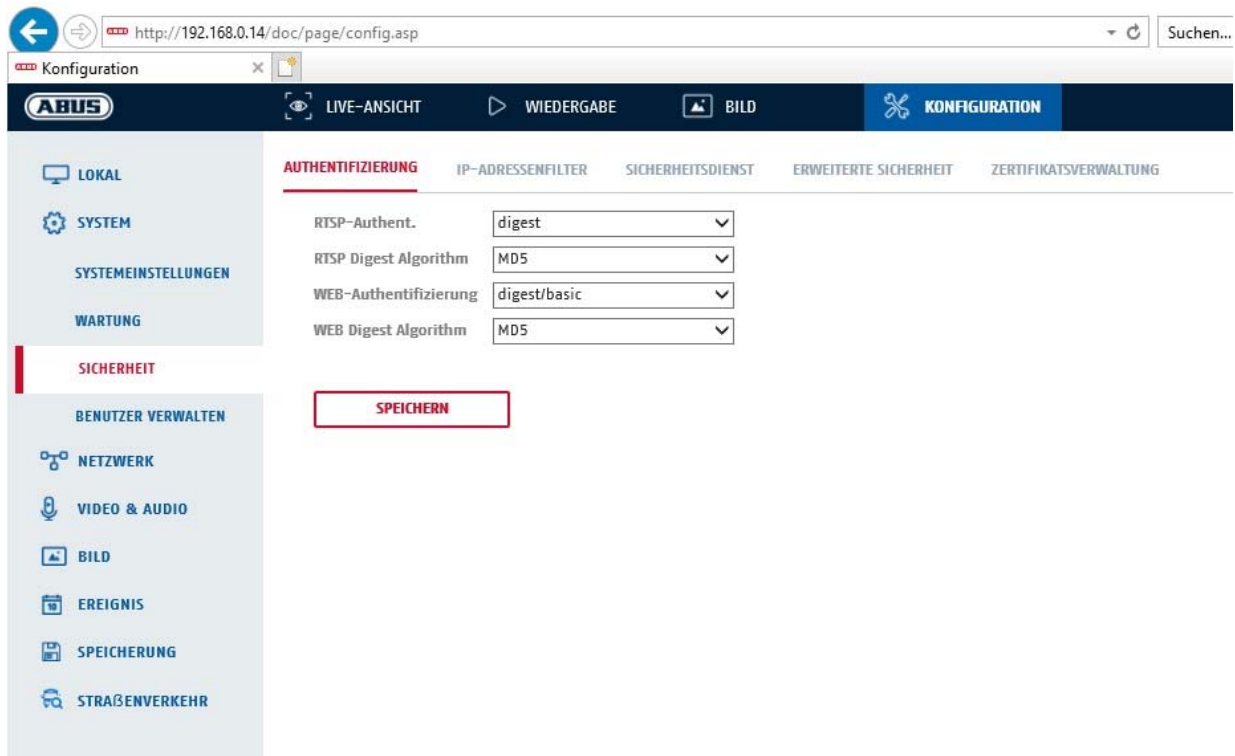 http://192.168.0.14/doc/page/config.asp
Suchen...
Konfiguration
ABUS
LIVE-ANSICHT
WIEDERGABE
BILD
KONFIGURATION
LOKAL
SYSTEM
SYSTEMEINSTELLUNGEN
WARTUNG
SICHERHEIT
BENUTZER VERWALTEN
NETZWERK
VIDEO & AUDIO
BILD
EREIGNIS
SPEICHERUNG
STRAßENVERKEHR
AUTHENTIFIZIERUNG
IP-ADRESSENFILTER
SICHERHEITSDIENST
ERWEITERTE SICHERHEIT
ZERTIFIKATSVERWALTUNG
RTSP-Authent. digest
RTSP Digest Algorithm MD5
WEB-Authentifizierung digest/basic
WEB Digest Algorithm MD5
SPEICHERN